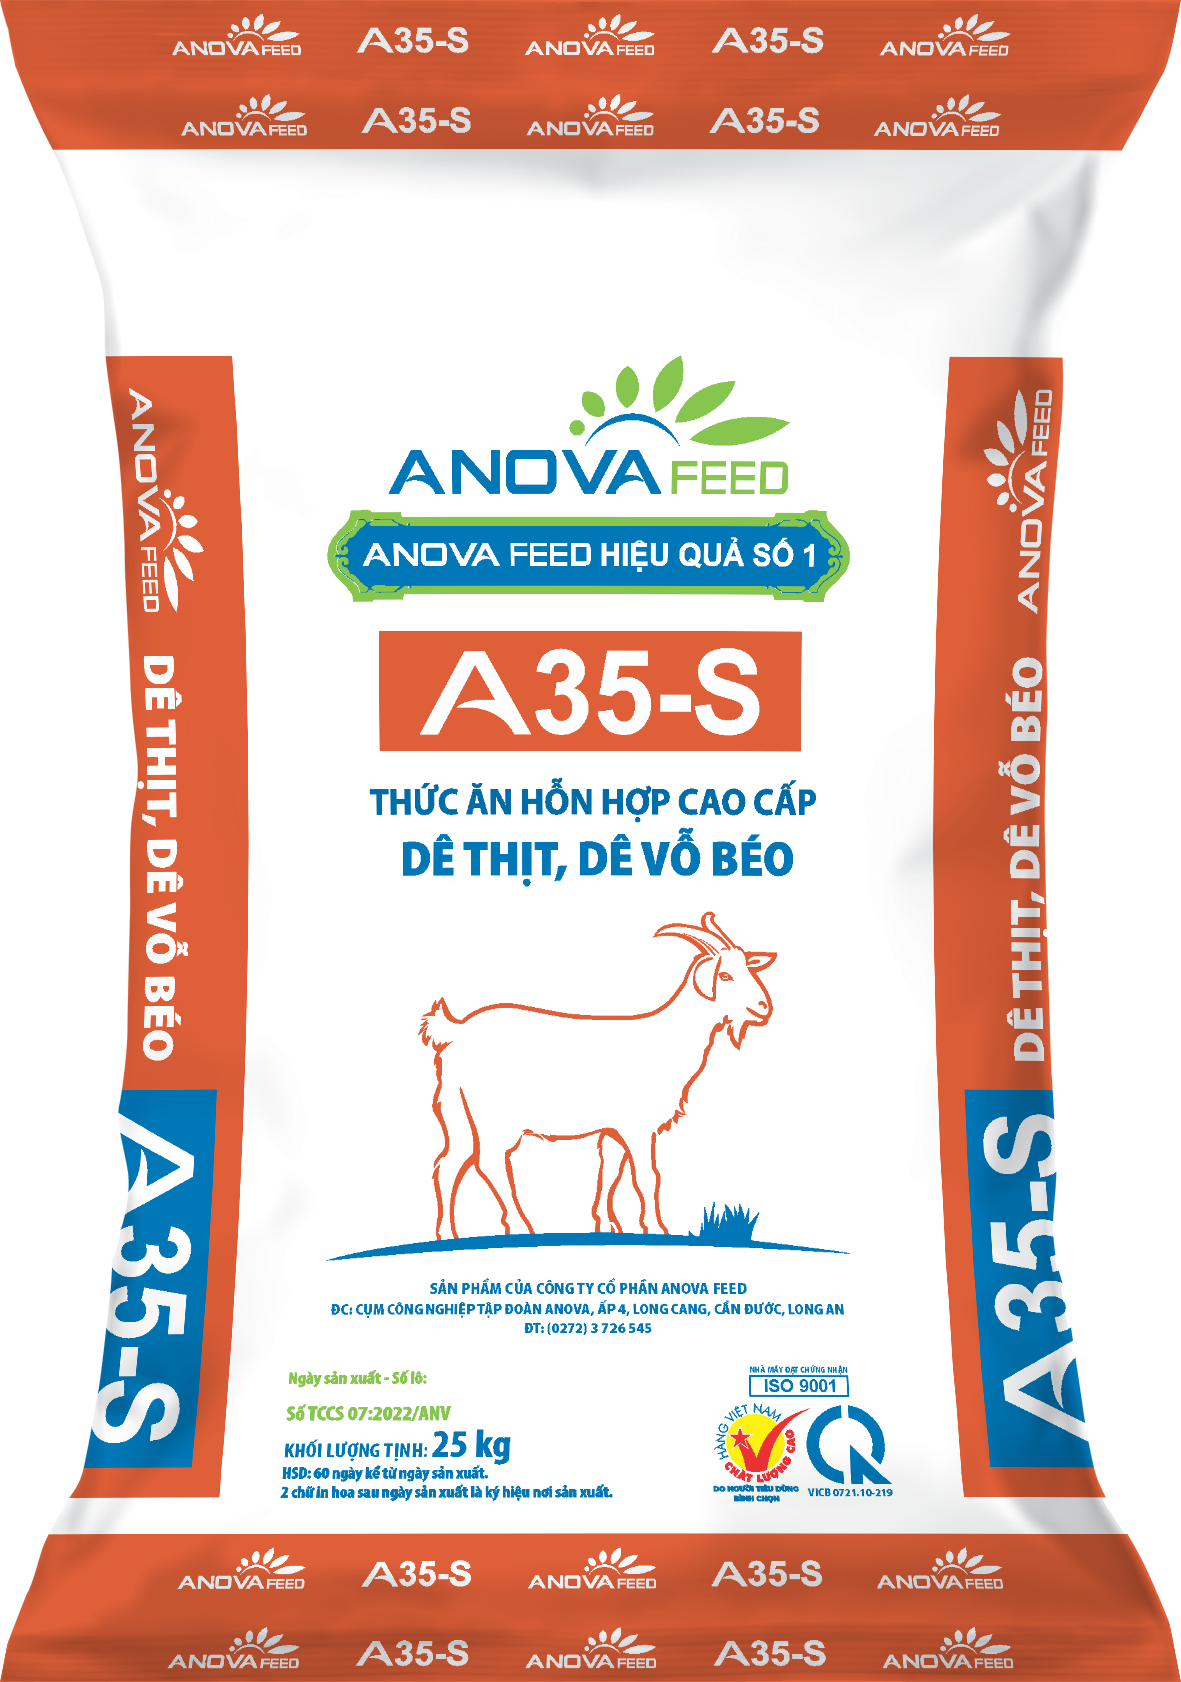 ANOVA FEED A35-S ANOVA FEED A35-S ANOVA FEED
ANOVA FEED A35-S ANOVA FEED A35-S ANOVA FEED
ANOVA FEED
ANOVA FEED HIỆU QUẢ SỐ 1
A35-S
THỨC ĂN HỖN HỢP CAO CẤP
DÊ THỊT, DÊ VỖ BÉO
ANOVA FEED DÊ THỊT, DÊ VỖ BÉO
A35-S
ANOVA FEED DÊ THỊT, DÊ VỖ BÉO
A35-S
SẢN PHẨM CỦA CÔNG TY CỔ PHẦN ANOVA FEED
ĐC: CỤM CÔNG NGHIỆP TẬP ĐOÀN ANOVA, ẤP 4, LONG CANG, CẦN ĐƯỚC, LONG AN
ĐT: (0272) 3 726 545
Ngày sản xuất - Số lô:
Số TCCS 07:2022/ANV
KHỐI LƯỢNG TỊNH: 25 kg
HSD: 60 ngày kể từ ngày sản xuất.
2 chữ in hoa sau ngày sản xuất là ký hiệu nơi sản xuất.
NHÀ MÁY ĐẠT CHỨNG NHẬN
ISO 9001
HÀNG VIỆT NAM
CHẤT LƯỢNG CAO
DO NGƯỜI TIÊU DÙNG
BÌNH CHỌN
VICB 0721.10-219
ANOVA FEED A35-S ANOVA FEED A35-S ANOVA FEED
ANOVA FEED A35-S ANOVA FEED A35-S ANOVA FEED